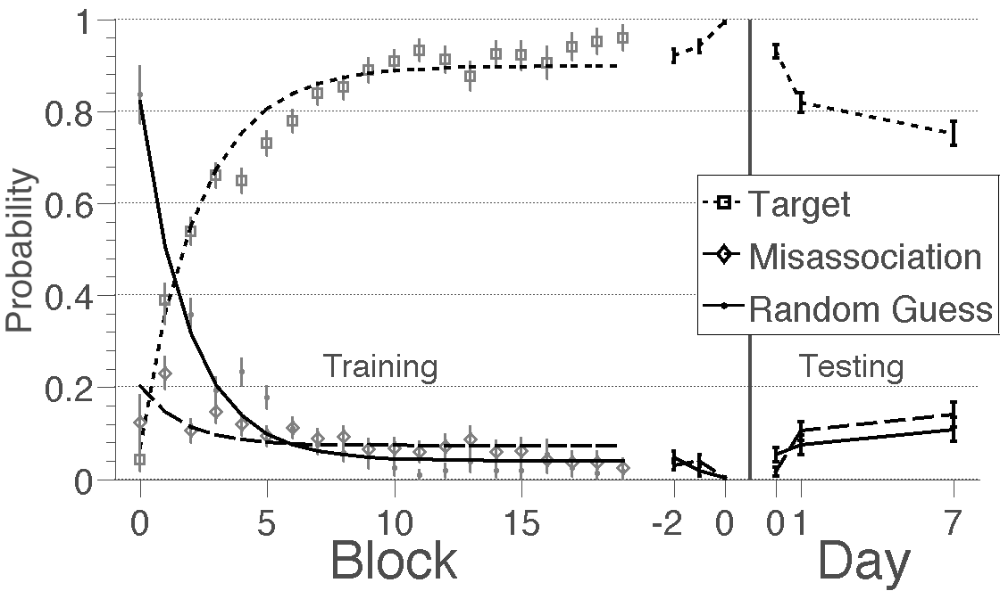 Probability
1
0.8
0.6
0.4
0.2
0
Target
Misassociation
Random Guess
Training
Testing
0 5 10 15 -2 0 0 1 7
Block Day